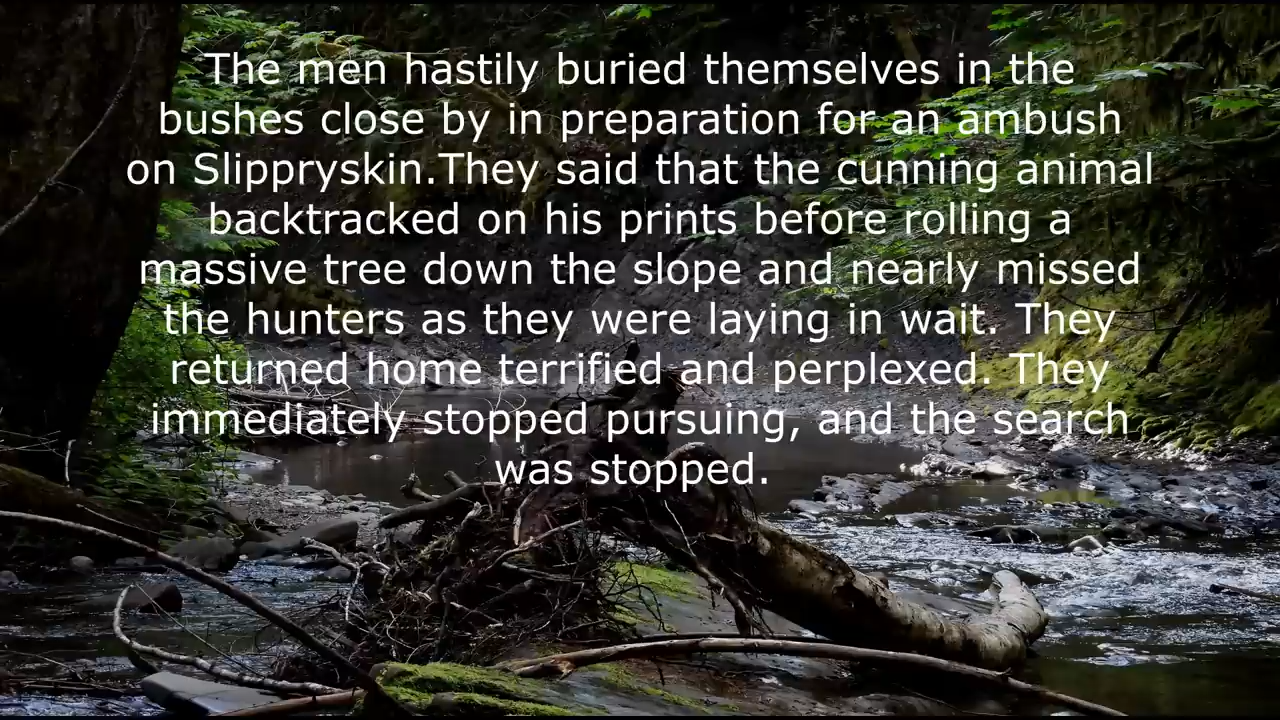 The men hastily buried themselves in the
bushes close by in preparation for an ambush
on Slippryskin.They said that the cunning animal
backtracked on his prints before rolling a
massive tree down the slope and nearly missed
the hunters as they were laying in wait. They
returned home terrified and perplexed. They
immediately stopped pursuing, and the search
was stopped.